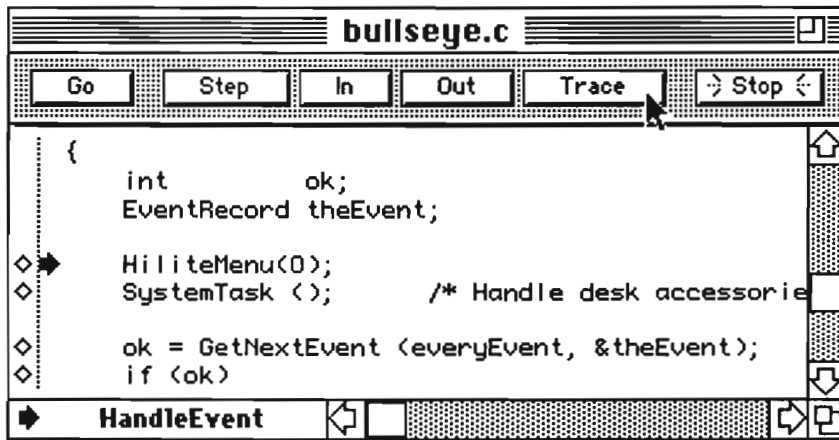 bullseye.c
Go Step In Out Trace Stop
{
int ok;
EventRecord theEvent;
HiliteMenu(0);
SystemTask (); /* Handle desk accessorie
ok = GetNextEvent (everyEvent, &theEvent);
if (ok)
HandleEvent